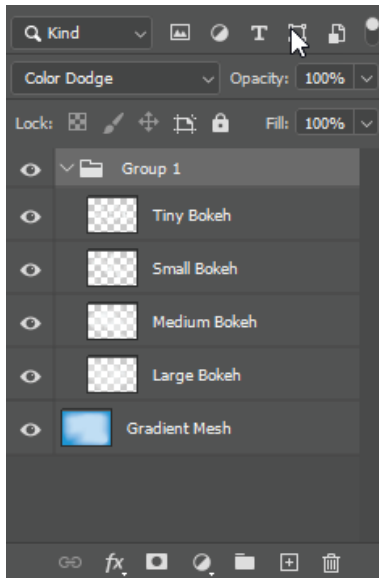 Kind
T
Color Dodge Opacity: 100%
Lock: Fill: 100%
Group 1
Tiny Bokeh
Small Bokeh
Medium Bokeh
Large Bokeh
Gradient Mesh
fx